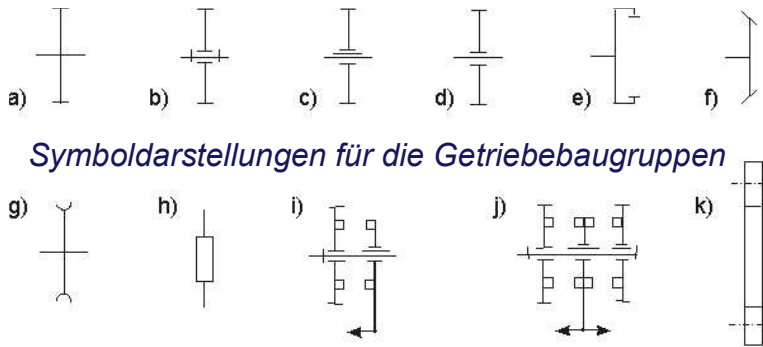 a) b) c) d) e) f)
Symboldarstellungen für die Getriebebaugruppen
g) h) i) j) k)